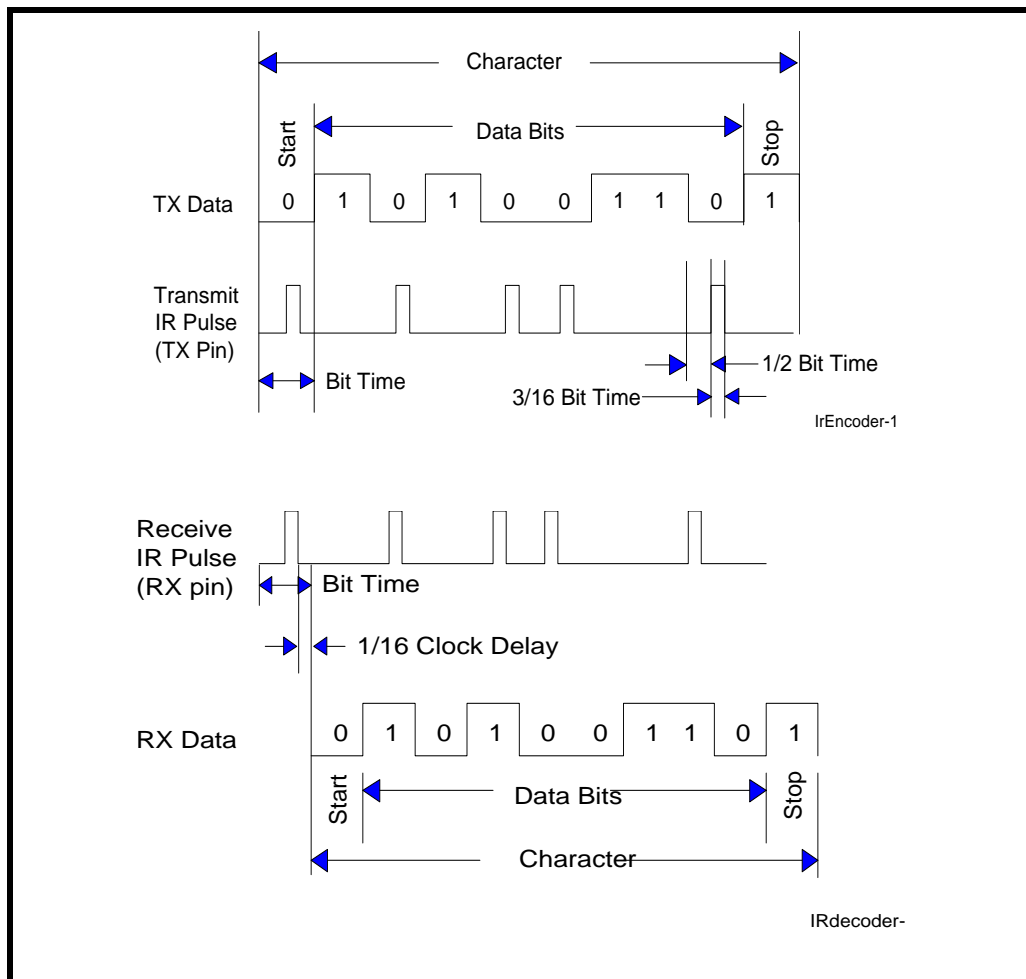 Character
Start
Data Bits
Stop
TX Data
0 1 0 1 0 0 1 1 0 1
Transmit
IR Pulse
(TX Pin)
Bit Time
1/2 Bit Time
3/16 Bit Time
IrEncoder-1
Receive
IR Pulse
(RX pin)
Bit Time
1/16 Clock Delay
RX Data
0 1 0 1 0 0 1 1 0 1
Start
Data Bits
Stop
Character
IRdecoder-